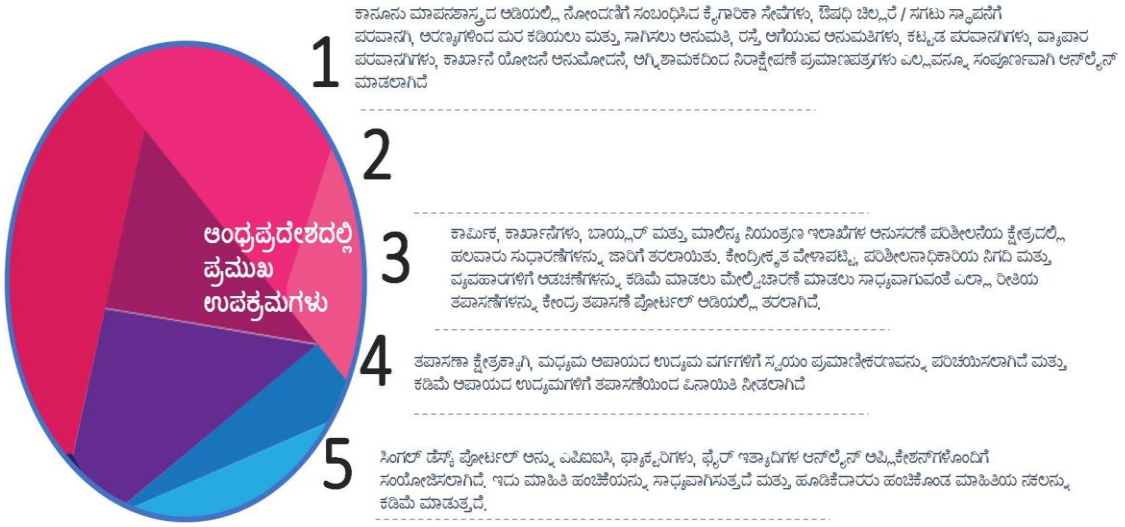 ಆಂಧ್ರಪ್ರದೇಶದಲ್ಲಿ
ಪ್ರಮುಖ
ಉಪಕ್ರಮಗಳು
1
ಕಾನೂನು ಮಾಪನಶಾಸ್ತ್ರದ ಅಡಿಯಲ್ಲಿ ನೋಂದಣಿಗೆ ಸಂಬಂಧಿಸಿದ ಕೈಗಾರಿಕಾ ಸೇವೆಗಳು, ಔಷಧಿ ಚಿಲ್ಲರೆ / ಸಗಟು ಸ್ಥಾಪನೆಗೆ
ಪರವಾನಗಿ, ಅರಣ್ಯಗಳಿಂದ ಮರ ಕಡಿಯಲು ಮತ್ತು ಸಾಗಿಸಲು ಅನುಮತಿ, ರಸ್ತೆ ಅಗೆಯುವ ಅನುಮತಿಗಳು, ಕಟ್ಟಡ ಪರವಾನಗಿಗಳು, ವ್ಯಾಪಾರ
ಪರವಾನಗಿಗಳು, ಕಾರ್ಖಾನೆ ಯೋಜನೆ ಅನುಮೋದನೆ, ಅಗ್ನಿಶಾಮಕದಿಂದ ನಿರಾಕ್ಷೇಪಣೆ ಪ್ರಮಾಣಪತ್ರಗಳು ಎಲ್ಲವನ್ನೂ ಸಂಪೂರ್ಣವಾಗಿ ಆನ್‌ಲೈನ್
ಮಾಡಲಾಗಿದೆ
2
3
ಕಾರ್ಮಿಕ, ಕಾರ್ಖಾನೆಗಳು, ಬಾಯ್ಲರ್ ಮತ್ತು ಮಾಲಿನ್ಯ ನಿಯಂತ್ರಣ ಇಲಾಖೆಗಳ ಅನುಸರಣೆ ಪರಿಶೀಲನೆಯ ಕ್ಷೇತ್ರದಲ್ಲಿ
ಹಲವಾರು ಸುಧಾರಣೆಗಳನ್ನು ಜಾರಿಗೆ ತರಲಾಯಿತು. ಕೇಂದ್ರೀಕೃತ ವೇಳಾಪಟ್ಟಿ, ಪರಿಶೀಲನಾಧಿಕಾರಿಯ ನಿಗದಿ ಮತ್ತು
ವ್ಯವಹಾರಗಳಿಗೆ ಅಡಚಣೆಗಳನ್ನು ಕಡಿಮೆ ಮಾಡಲು ಮೇಲ್ವಿಚಾರಣೆ ಮಾಡಲು ಸಾಧ್ಯವಾಗುವಂತೆ ಎಲ್ಲಾ ರೀತಿಯ
ತಪಾಸಣೆಗಳನ್ನು ಕೇಂದ್ರ ತಪಾಸಣೆ ಪೋರ್ಟಲ್ ಅಡಿಯಲ್ಲಿ ತರಲಾಗಿದೆ.
4
ತಪಾಸಣಾ ಕ್ಷೇತ್ರಕ್ಕಾಗಿ, ಮಧ್ಯಮ ಅಪಾಯದ ಉದ್ಯಮ ವರ್ಗಗಳಿಗೆ ಸ್ವಯಂ ಪ್ರಮಾಣೀಕರಣವನ್ನು ಪರಿಚಯಿಸಲಾಗಿದೆ ಮತ್ತು
ಕಡಿಮೆ ಅಪಾಯದ ಉದ್ಯಮಗಳಿಗೆ ತಪಾಸಣೆಯಿಂದ ವಿನಾಯಿತಿ ನೀಡಲಾಗಿದೆ
5
ಸಿಂಗಲ್ ಡೆಸ್ಕ್ ಪೋರ್ಟಲ್ ಅನ್ನು ಎಪಿಐಐಸಿ, ಫ್ಯಾಕ್ಟರಿಗಳು, ಫೈರ್ ಇತ್ಯಾದಿಗಳ ಆನ್‌ಲೈನ್ ಅಪ್ಲಿಕೇಶನ್‌ಗಳೊಂದಿಗೆ
ಸಂಯೋಜಿಸಲಾಗಿದೆ. ಇದು ಮಾಹಿತಿ ಹಂಚಿಕೆಯನ್ನು ಸಾಧ್ಯವಾಗಿಸುತ್ತದೆ ಮತ್ತು ಹೂಡಿಕೆದಾರರು ಹಂಚಿಕೊಂಡ ಮಾಹಿತಿಯ ನಕಲನ್ನು
ಕಡಿಮೆ ಮಾಡುತ್ತದೆ.